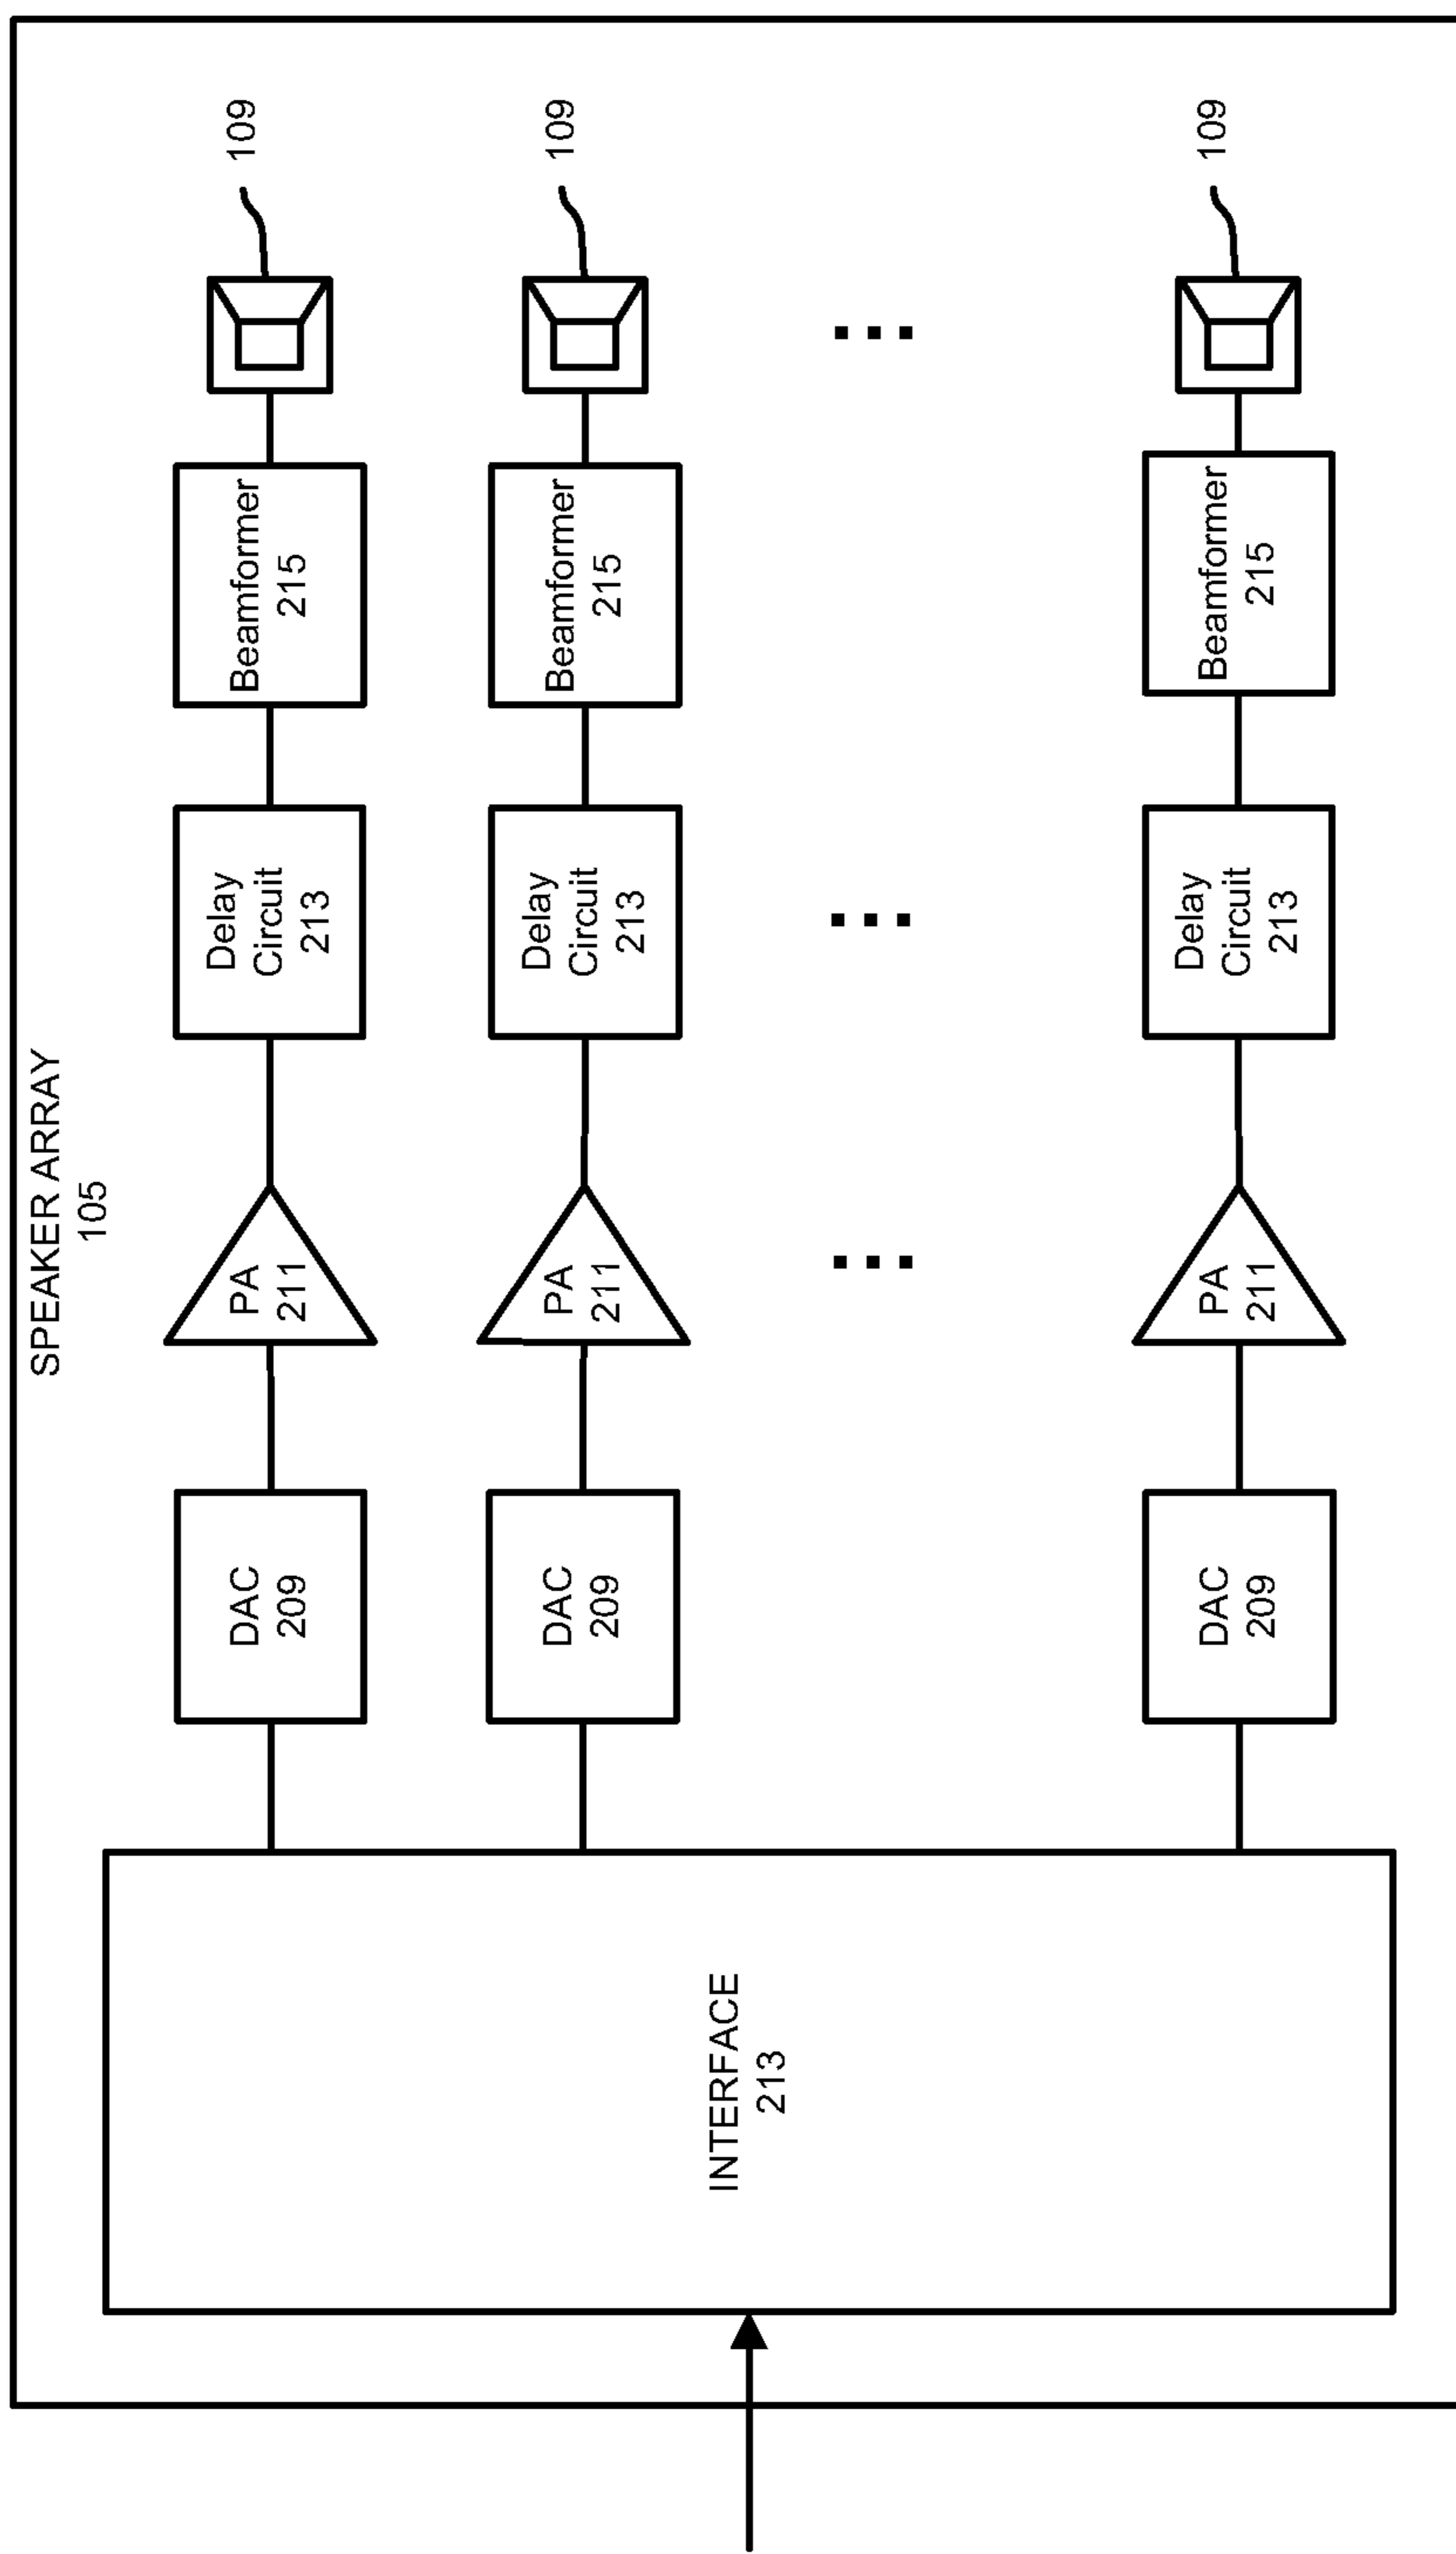 SPEAKER ARRAY
105
INTERFACE
213
DAC
209
PA
211
Delay
Circuit
213
Beamformer
215
109
DAC
209
PA
211
Delay
Circuit
213
Beamformer
215
109
DAC
209
PA
211
Delay
Circuit
213
Beamformer
215
109